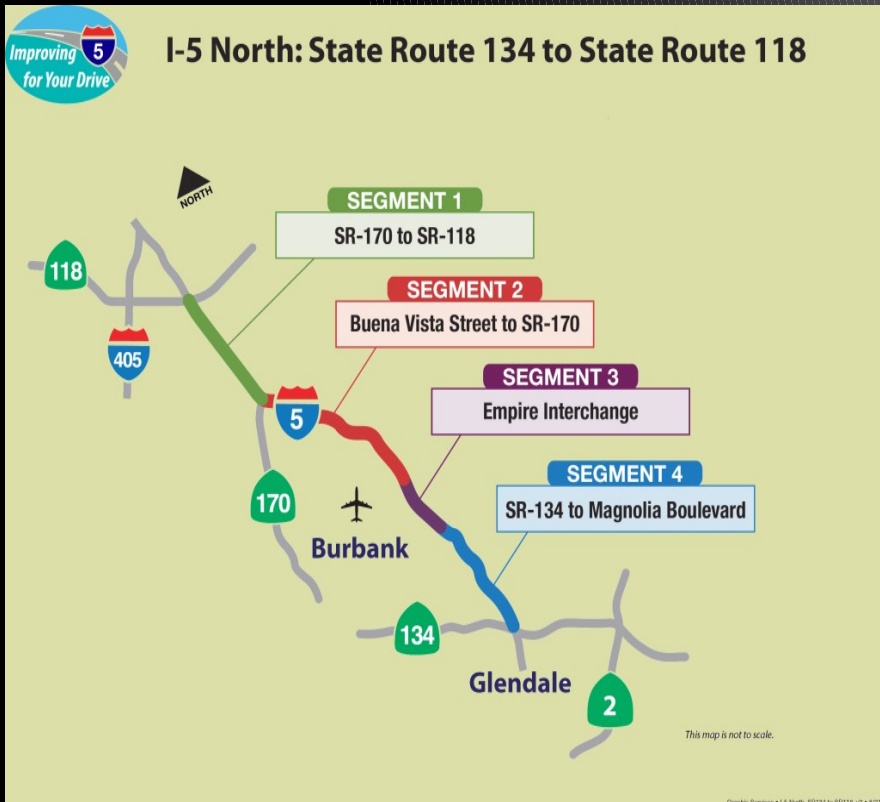 Improving 5
for Your Drive
I-5 North: State Route 134 to State Route 118
NORTH
SEGMENT 1
SR-170 to SR-118
118
SEGMENT 2
Buena Vista Street to SR-170
405
SEGMENT 3
Empire Interchange
5
SEGMENT 4
SR-134 to Magnolia Boulevard
170
Burbank
134
Glendale
2
This map is not to scale.